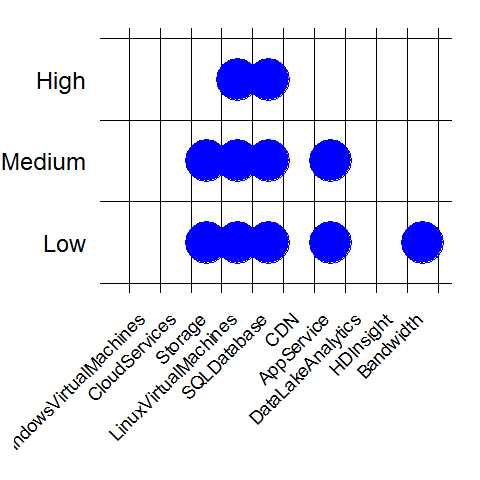 High
Medium
Low
ndowsVirtualMachines
CloudServices
Storage
LinuxVirtualMachines
SQLDatabase
CDN
AppService
DataLakeAnalytics
HDInsight
Bandwidth